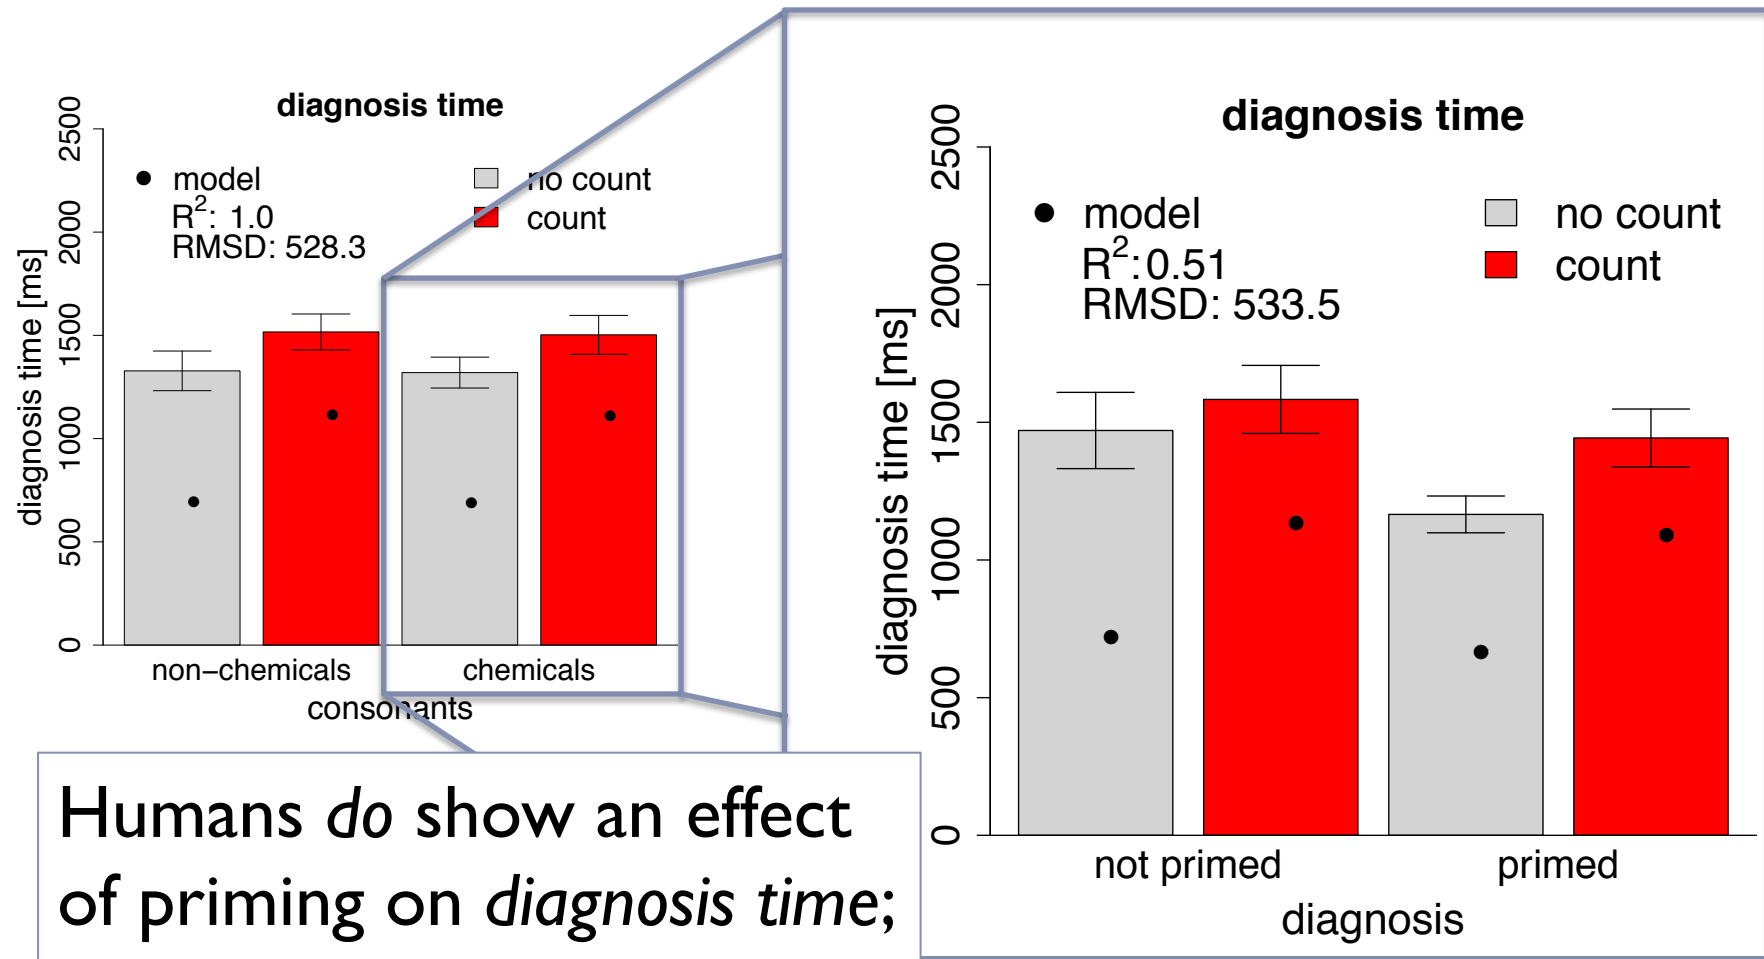 diagnosis time
model
R²: 1.0
RMSD: 528.3
no count
count
diagnosis time [ms]
2500
2000
1500
1000
500
0
non−chemicals
chemicals
consonants
diagnosis time
model
R²: 0.51
RMSD: 533.5
no count
count
diagnosis time [ms]
2500
2000
1500
1000
500
0
not primed
primed
diagnosis
Humans do show an effect
of priming on diagnosis time;